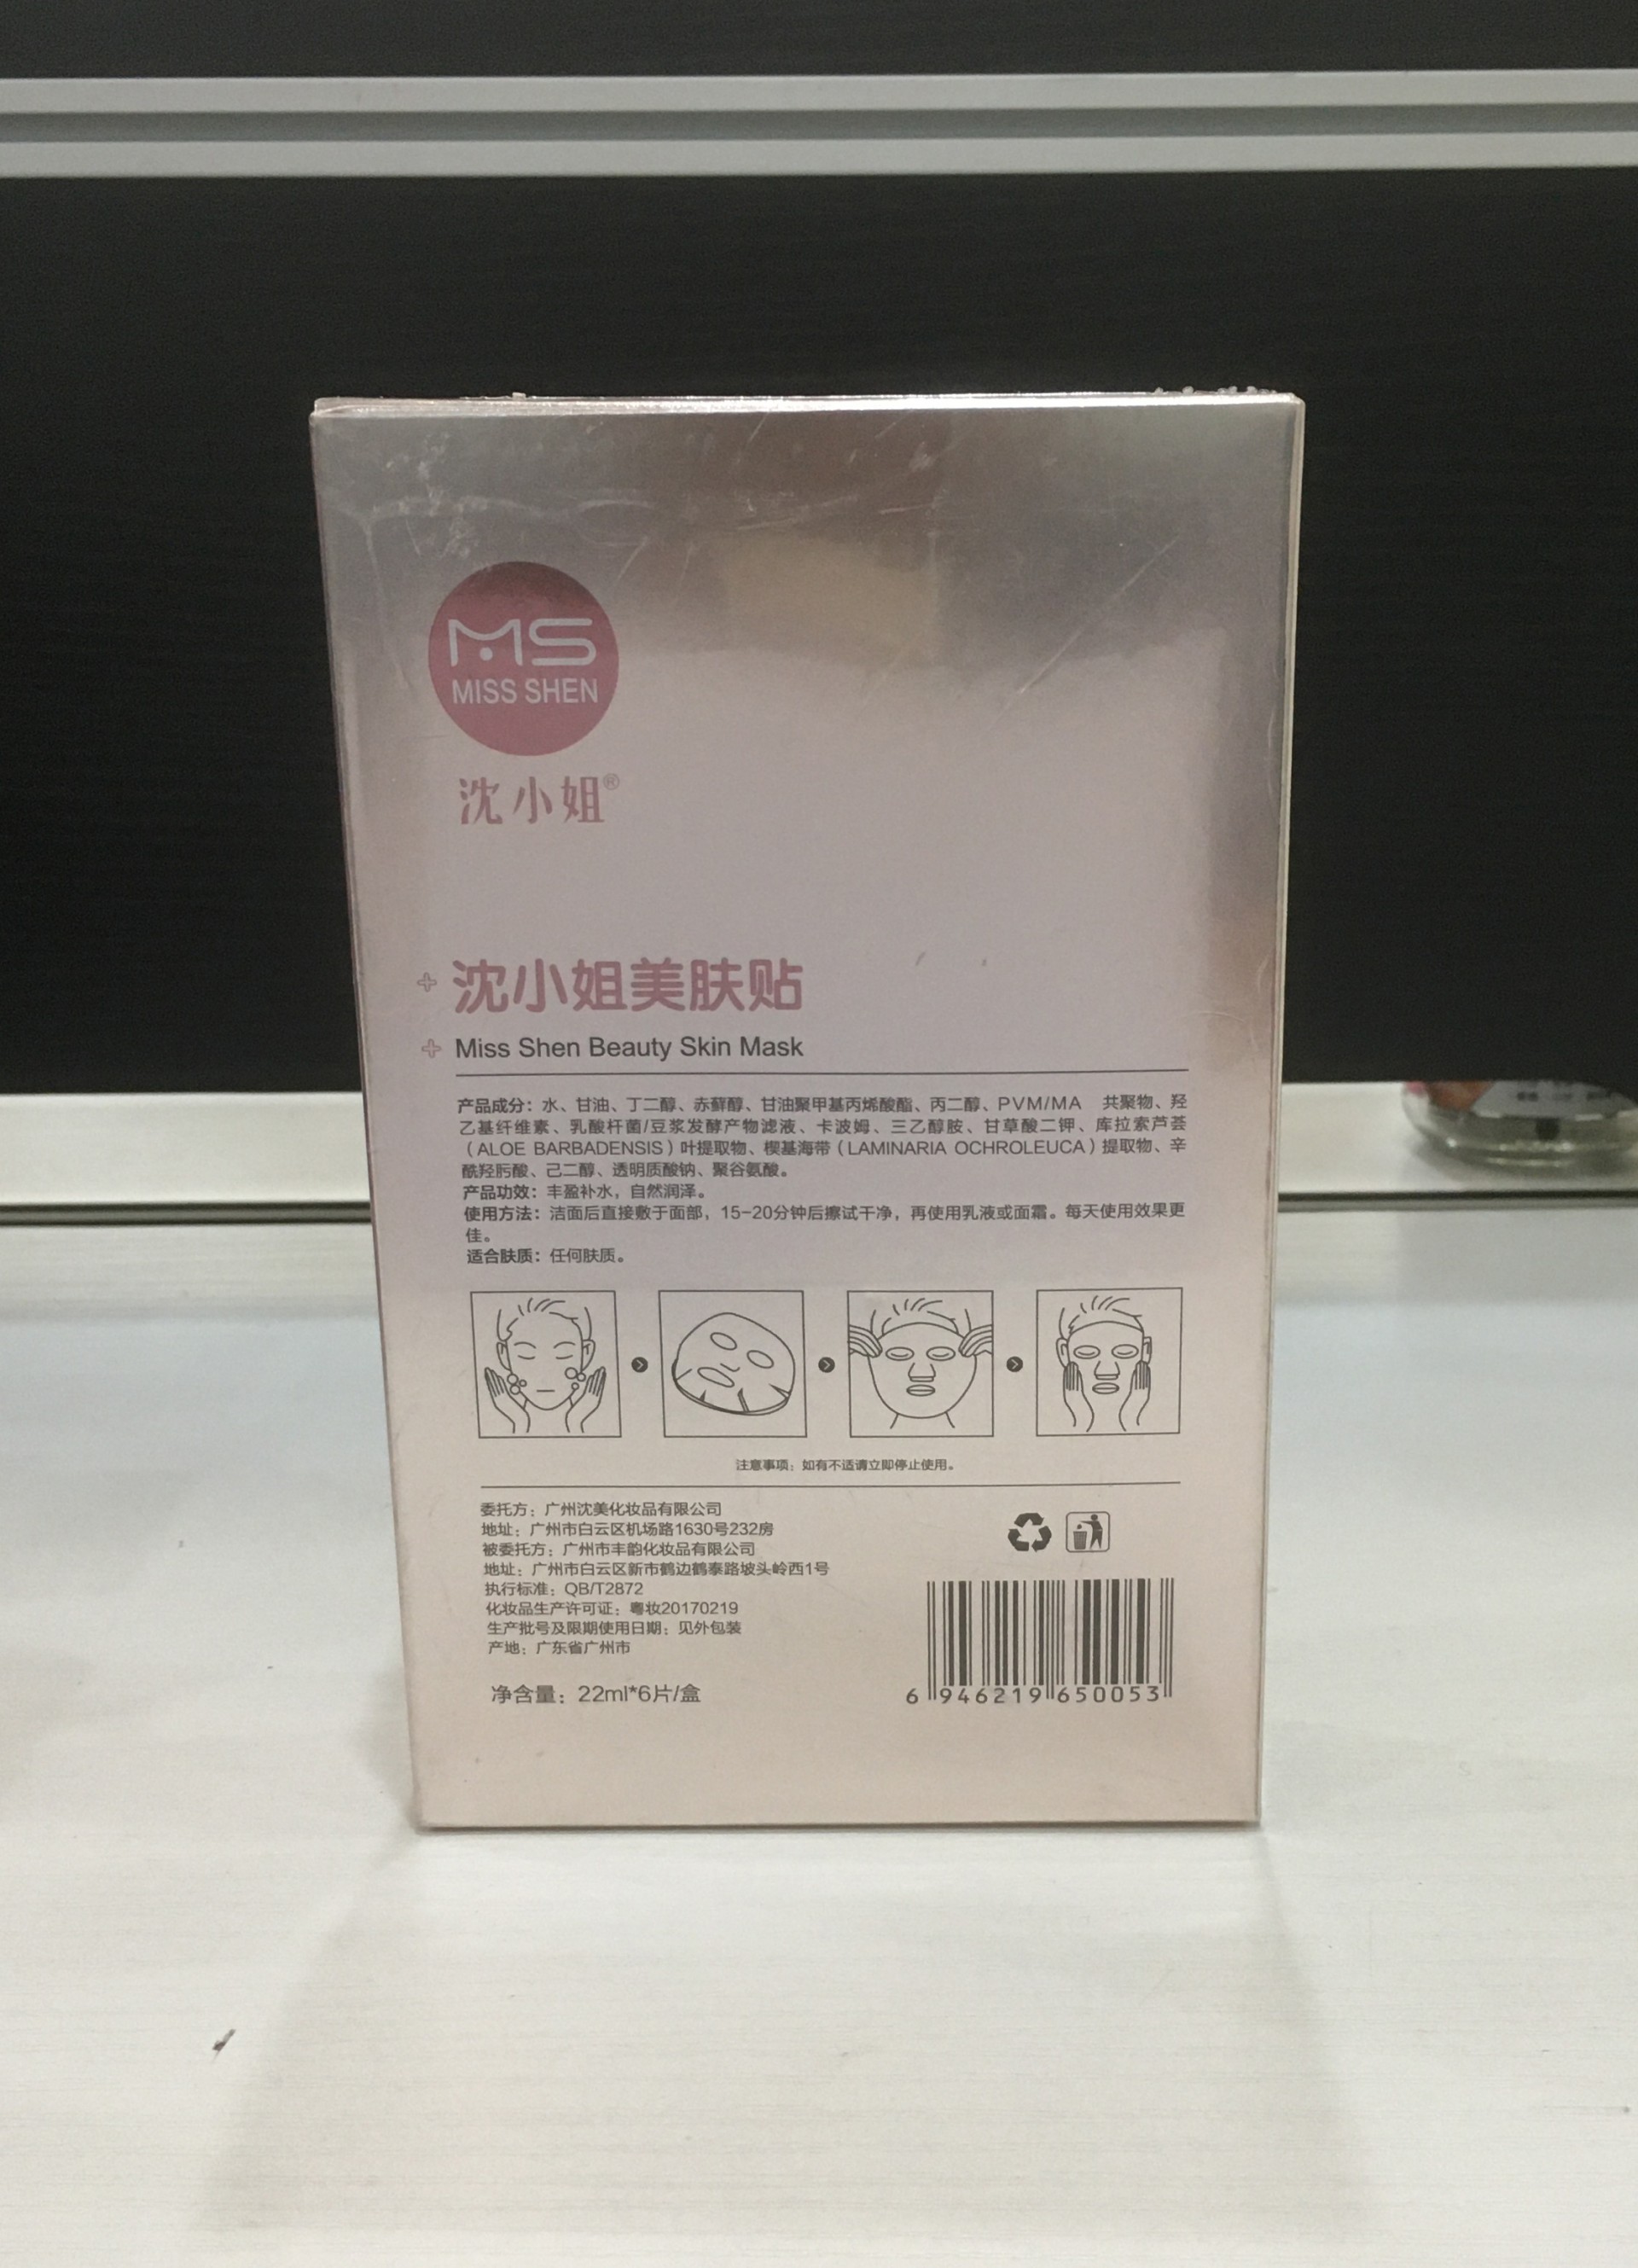 MS
MISS SHEN
沈小姐®
沈小姐美肤贴
Miss Shen Beauty Skin Mask
产品成分：水、甘油、丁二醇、赤藓醇、甘油聚甲基丙烯酸酯、丙二醇、PVM/MA 共聚物、羟
乙基纤维素、乳酸杆菌/豆浆发酵产物滤液、卡波姆、三乙醇胺、甘草酸二钾、库拉索芦荟
（ALOE BARBADENSIS）叶提取物、楔基海带（LAMINARIA OCHROLEUCA）提取物、辛
酰羟肟酸、己二醇、透明质酸钠、聚谷氨酸。
产品功效：丰盈补水，自然润泽。
使用方法：洁面后直接敷于面部，15-20分钟后擦试干净，再使用乳液或面霜。每天使用效果更
佳。
适合肤质：任何肤质。
注意事项：如有不适请立即停止使用。
委托方：广州沈美化妆品有限公司
地址：广州市白云区机场路1630号232房
被委托方：广州市丰韵化妆品有限公司
地址：广州市白云区新市鹤边鹤泰路坡头岭西1号
执行标准：QB/T2872
化妆品生产许可证：粤妆20170219
生产批号及限期使用日期：见外包装
产地：广东省广州市
净含量：22ml*6片/盒
6 946219 650053